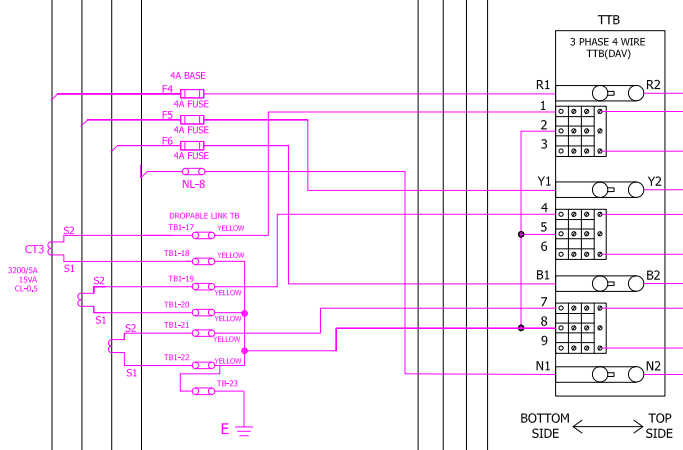 TTB
3 PHASE 4 WIRE
TTB(DAV)
4A BASE
F4
4A FUSE
R1
R2
1
F5
4A FUSE
2
F6
4A FUSE
3
NL-8
Y1
Y2
DROPABLE LINK TB
4
S2
TB1-17
YELLOW
5
CT3
TB1-18
YELLOW
6
S1
3200/5A
15VA
CL-0.5
S2
TB1-19
YELLOW
B1
B2
S1
TB1-20
YELLOW
7
S2
TB1-21
YELLOW
8
9
S1
TB1-22
YELLOW
N1
N2
TB-23
E
BOTTOM
SIDE
TOP
SIDE